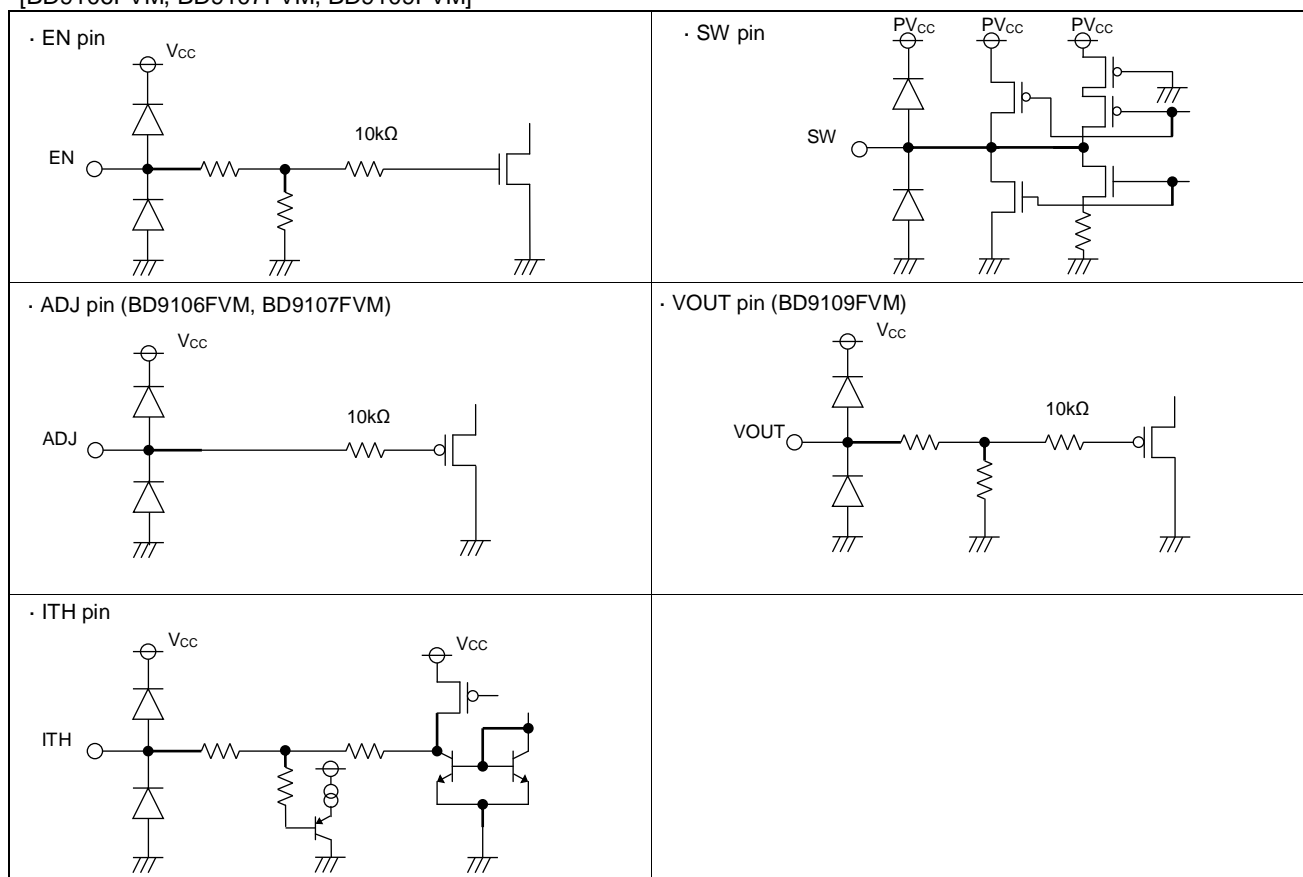 [BD9106FVM, BD9107FVM, BD9109FVM]
· EN pin
VCC
EN
10kΩ
· SW pin
PVCC
PVCC
PVCC
SW
· ADJ pin (BD9106FVM, BD9107FVM)
VCC
ADJ
10kΩ
· VOUT pin (BD9109FVM)
VCC
VOUT
10kΩ
· ITH pin
VCC
VCC
ITH